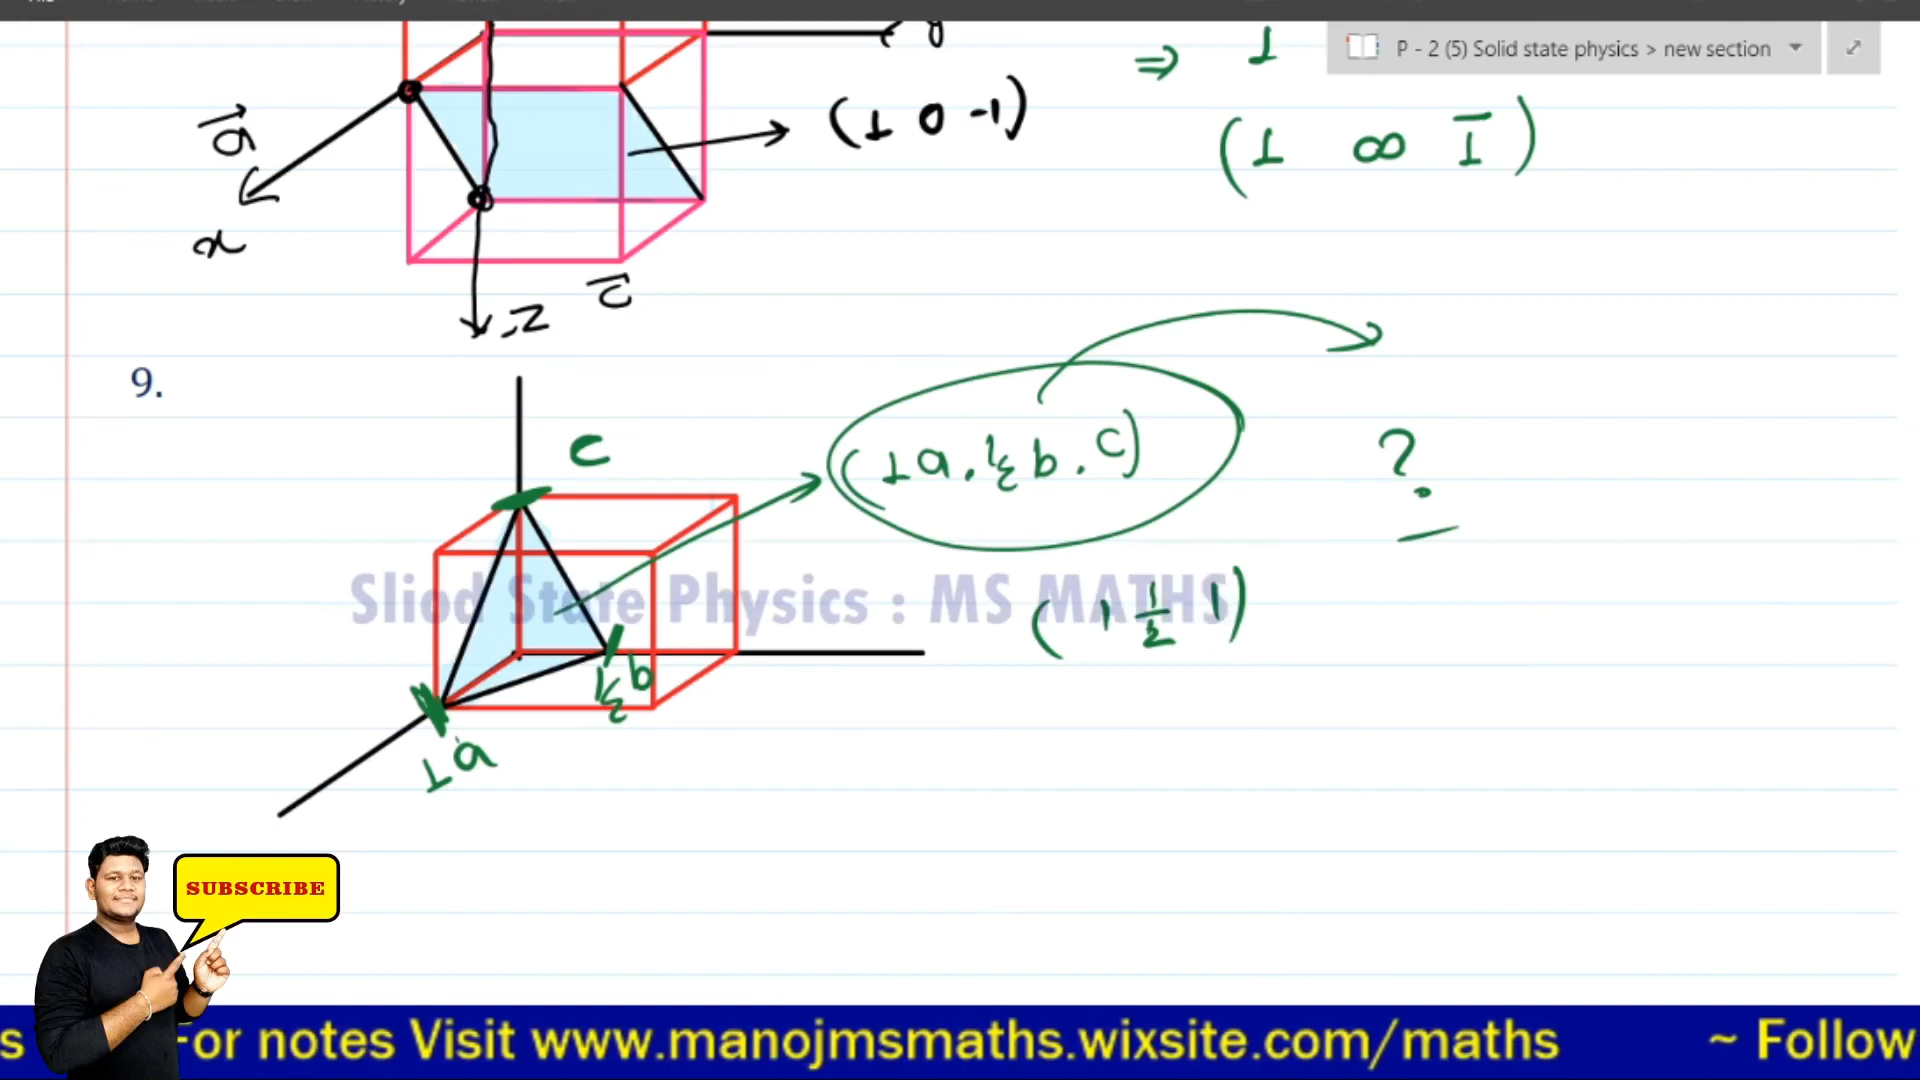 P - 2 (5) Solid state physics > new section
y
⇒ 1
(1 0 -1)
(1 ∞ 1̄)
a⃗
x
-z
c̄
9.
c
(1a, ½b, c)
?
Sliod State Physics : MS MATHS
(1 ½ 1)
½b
1a
SUBSCRIBE
For notes Visit www.manojmsmaths.wixsite.com/maths ~ Follow